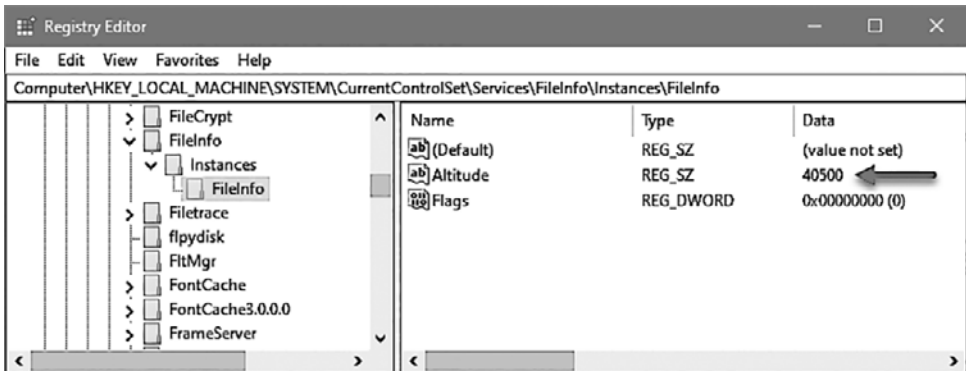 Registry Editor
File Edit View Favorites Help
Computer\HKEY_LOCAL_MACHINE\SYSTEM\CurrentControlSet\Services\FileInfo\Instances\FileInfo
FileCrypt
FileInfo
Instances
FileInfo
Filetrace
flpydisk
FltMgr
FontCache
FontCache3.0.0.0
FrameServer
Name Type Data
(Default) REG_SZ (value not set)
Altitude REG_SZ 40500
Flags REG_DWORD 0x00000000 (0)